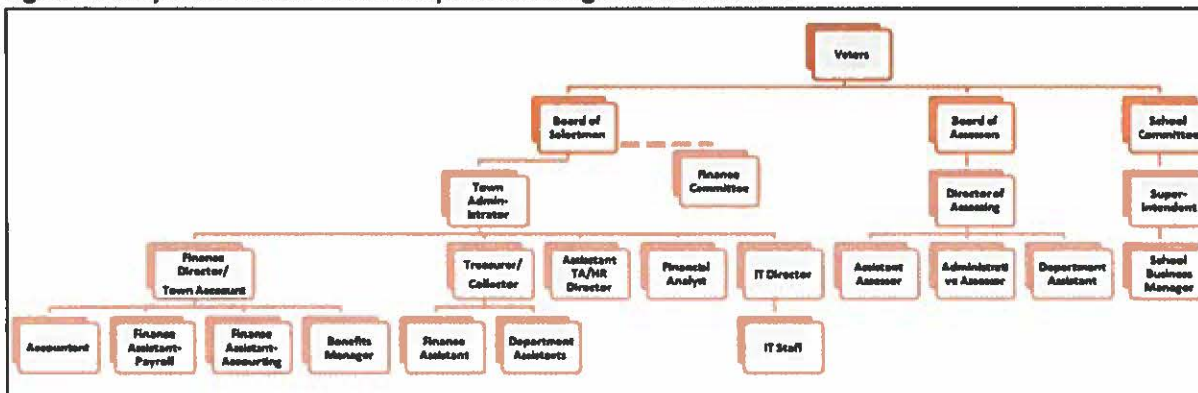 Voters
Board of
Selectmen
Board of
Assessors
School
Committee
Finance
Committee
Town
Admin-
istrator
Director of
Assessing
Super-
intendent
Finance
Director/
Town Account
Treasurer/
Collector
Assistant
TA/HR
Director
Financial
Analyst
IT Director
Assistant
Assessor
Administrati
ve Assessor
Department
Assistant
School
Business
Manager
Accountant
Finance
Assistant-
Payroll
Finance
Assistant-
Accounting
Benefits
Manager
Finance
Assistant
Department
Assistants
IT Staff